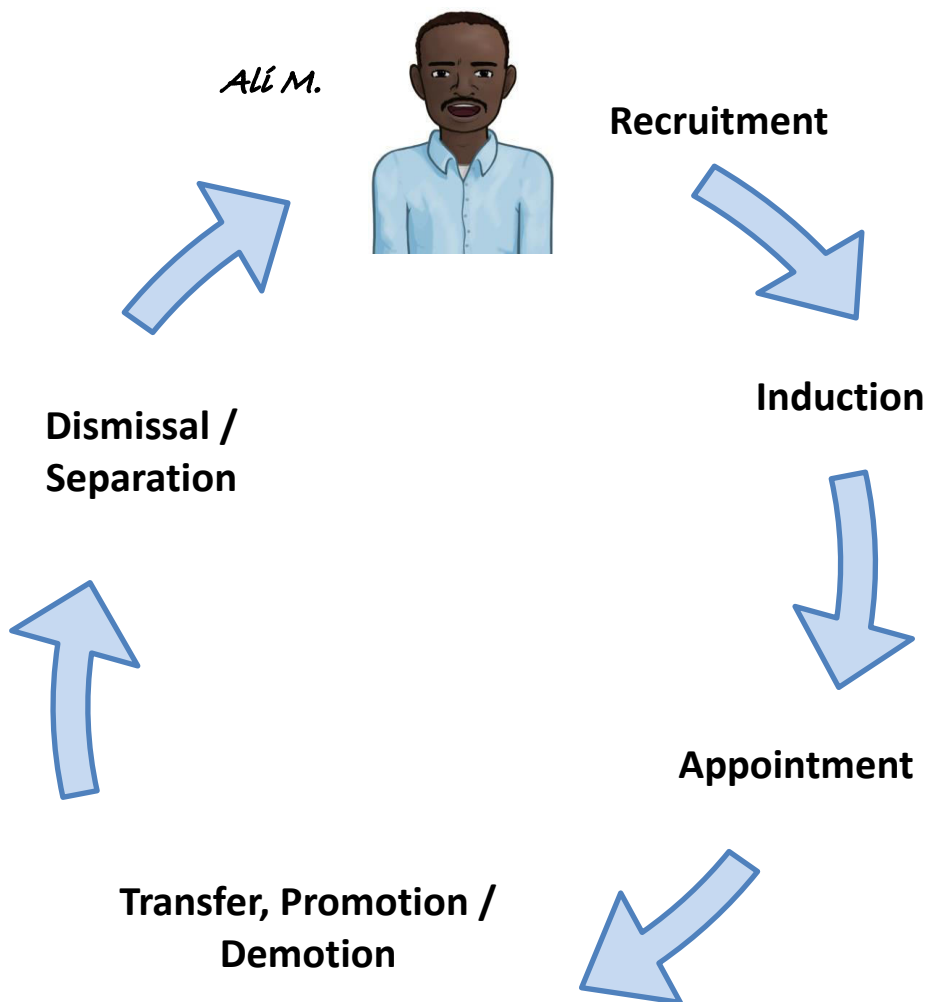 Ali M.
Recruitment
Induction
Appointment
Transfer, Promotion /
Demotion
Dismissal /
Separation